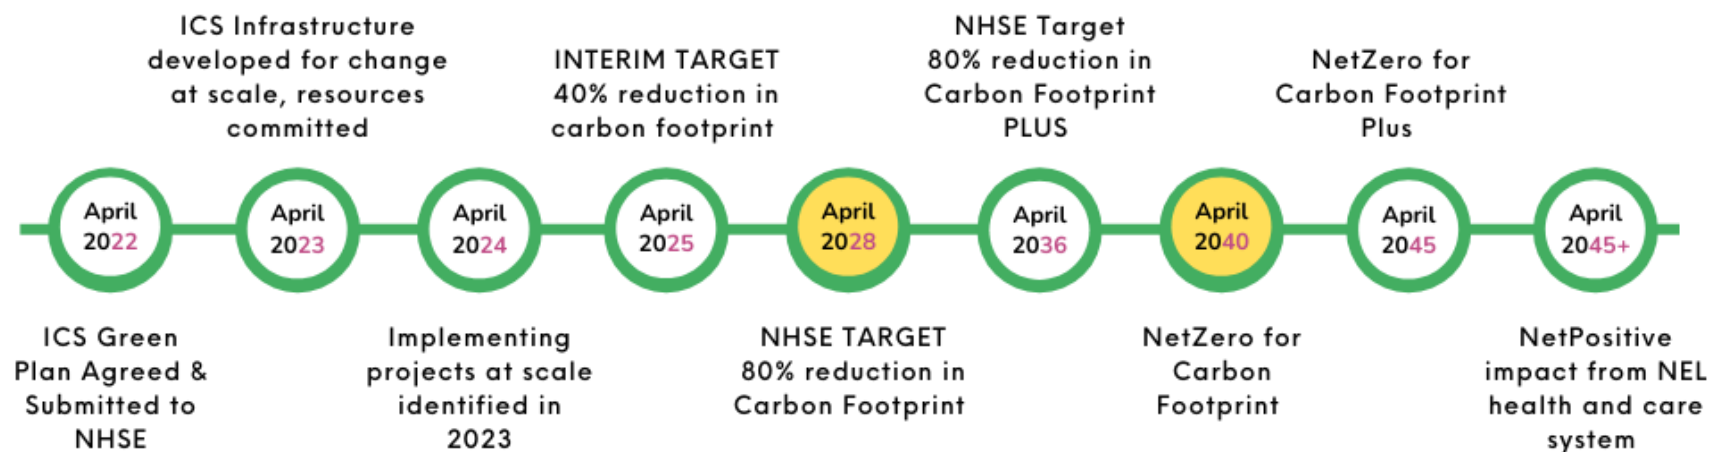 ICS Infrastructure
developed for change
at scale, resources
committed
INTERIM TARGET
40% reduction in
carbon footprint
NHSE Target
80% reduction in
Carbon Footprint
PLUS
NetZero for
Carbon Footprint
Plus
April
2022
April
2023
April
2024
April
2025
April
2028
April
2036
April
2040
April
2045
April
2045+
ICS Green
Plan Agreed &
Submitted to
NHSE
Implementing
projects at scale
identified in
2023
NHSE TARGET
80% reduction in
Carbon Footprint
NetZero for
Carbon
Footprint
NetPositive
impact from NEL
health and care
system